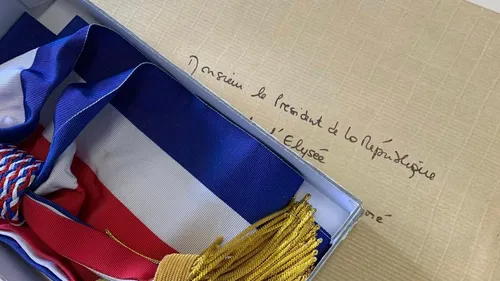 Monsieur le Président de la République
l'Elysée